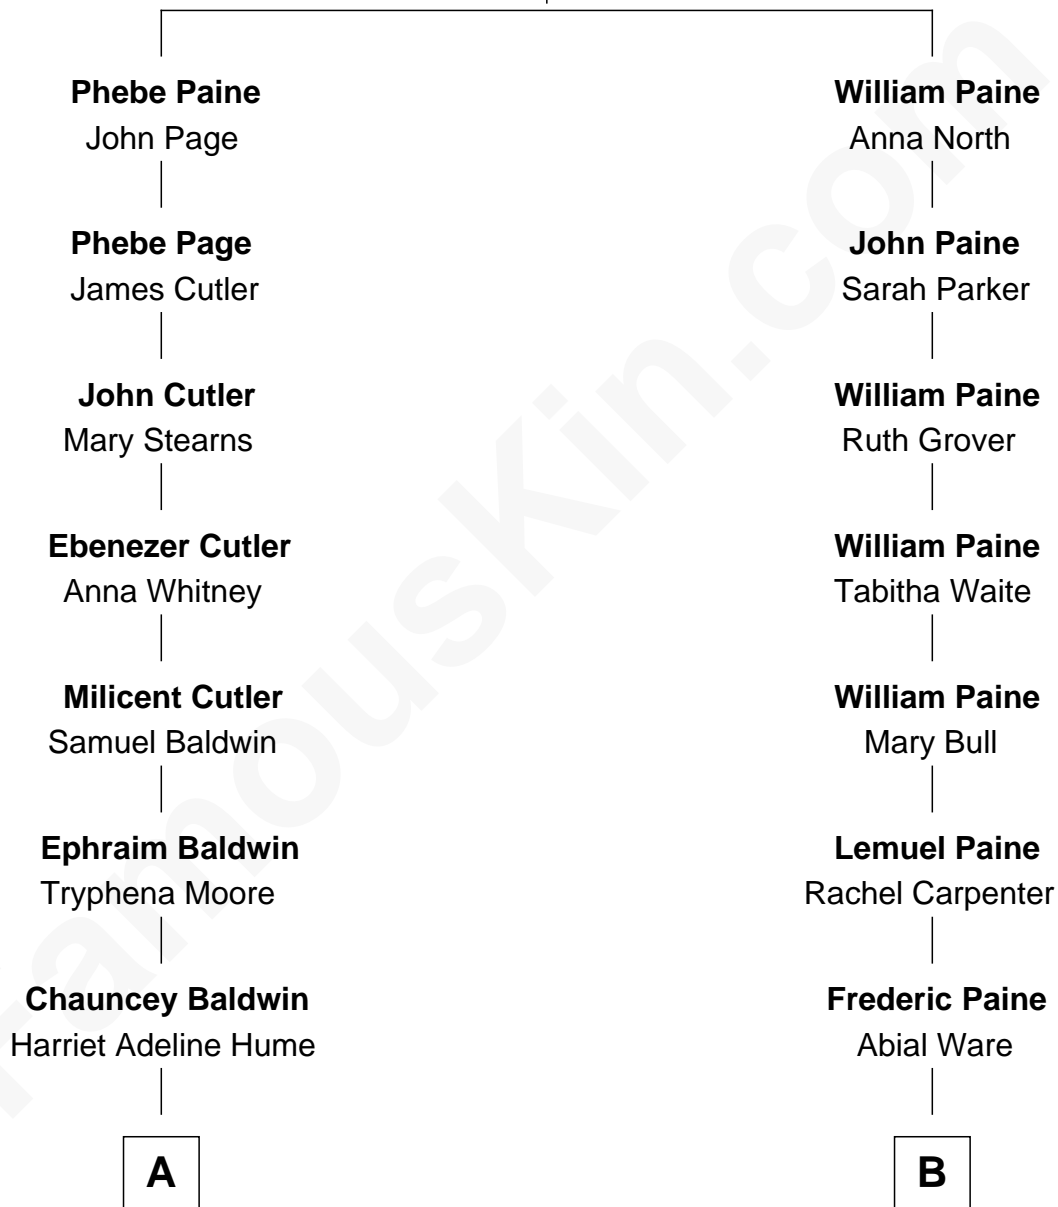 Phebe Paine
John Page
William Paine
Anna North
Phebe Page
James Cutler
John Paine
Sarah Parker
John Cutler
Mary Stearns
William Paine
Ruth Grover
Ebenezer Cutler
Anna Whitney
William Paine
Tabitha Waite
Milicent Cutler
Samuel Baldwin
William Paine
Mary Bull
Ephraim Baldwin
Tryphena Moore
Lemuel Paine
Rachel Carpenter
Chauncey Baldwin
Harriet Adeline Hume
Frederic Paine
Abial Ware
A
B
FamousKin.com